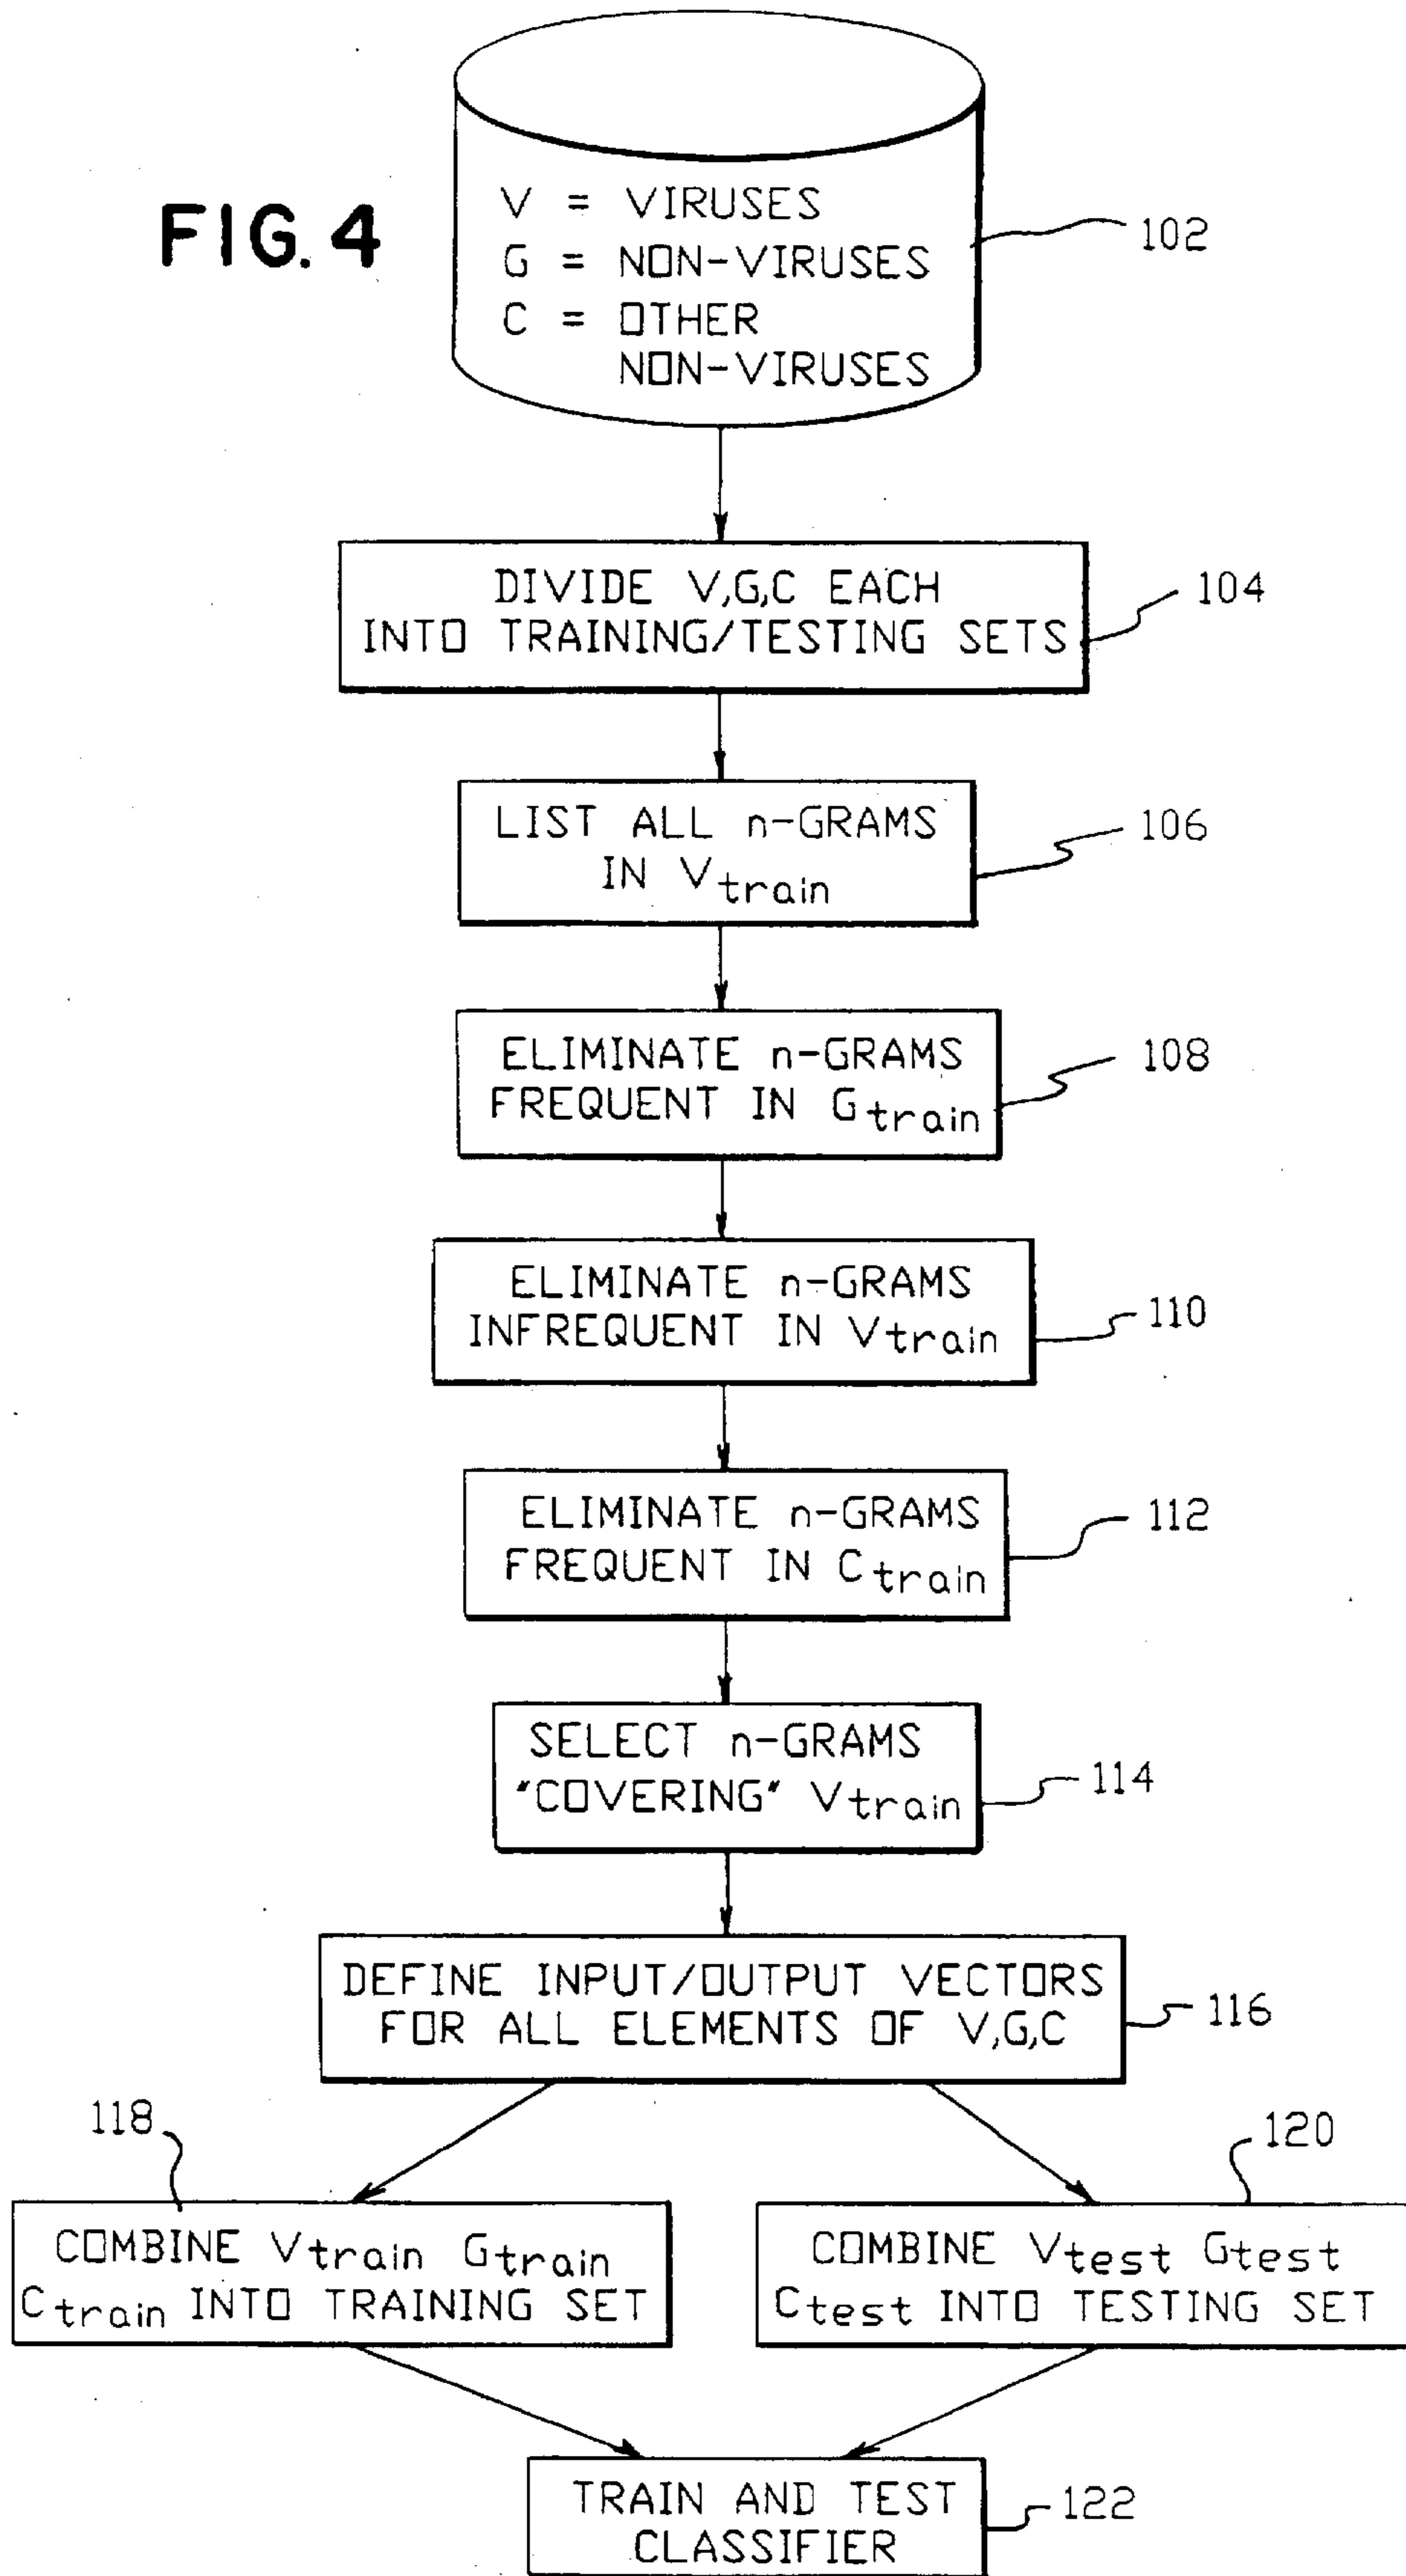 FIG. 4
V = VIRUSES
G = NON-VIRUSES
C = OTHER
NON-VIRUSES
102
DIVIDE V,G,C EACH
INTO TRAINING/TESTING SETS
104
LIST ALL n-GRAMS
IN Vtrain
106
ELIMINATE n-GRAMS
FREQUENT IN Gtrain
108
ELIMINATE n-GRAMS
INFREQUENT IN Vtrain
110
ELIMINATE n-GRAMS
FREQUENT IN Ctrain
112
SELECT n-GRAMS
"COVERING" Vtrain
114
DEFINE INPUT/OUTPUT VECTORS
FOR ALL ELEMENTS OF V,G,C
116
118
COMBINE Vtrain Gtrain
Ctrain INTO TRAINING SET
120
COMBINE Vtest Gtest
Ctest INTO TESTING SET
TRAIN AND TEST
CLASSIFIER
122